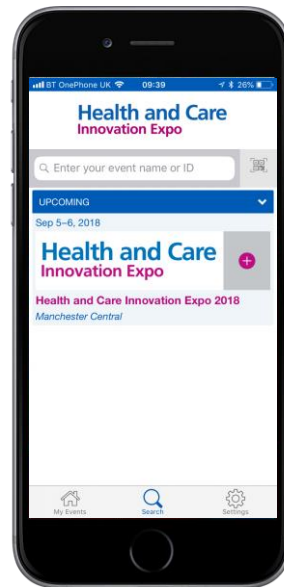 BT OnePhone UK 09:39 26%
Health and Care
Innovation Expo
Enter your event name or ID
UPCOMING
Sep 5–6, 2018
Health and Care
Innovation Expo
Health and Care Innovation Expo 2018
Manchester Central
My Events Search Settings